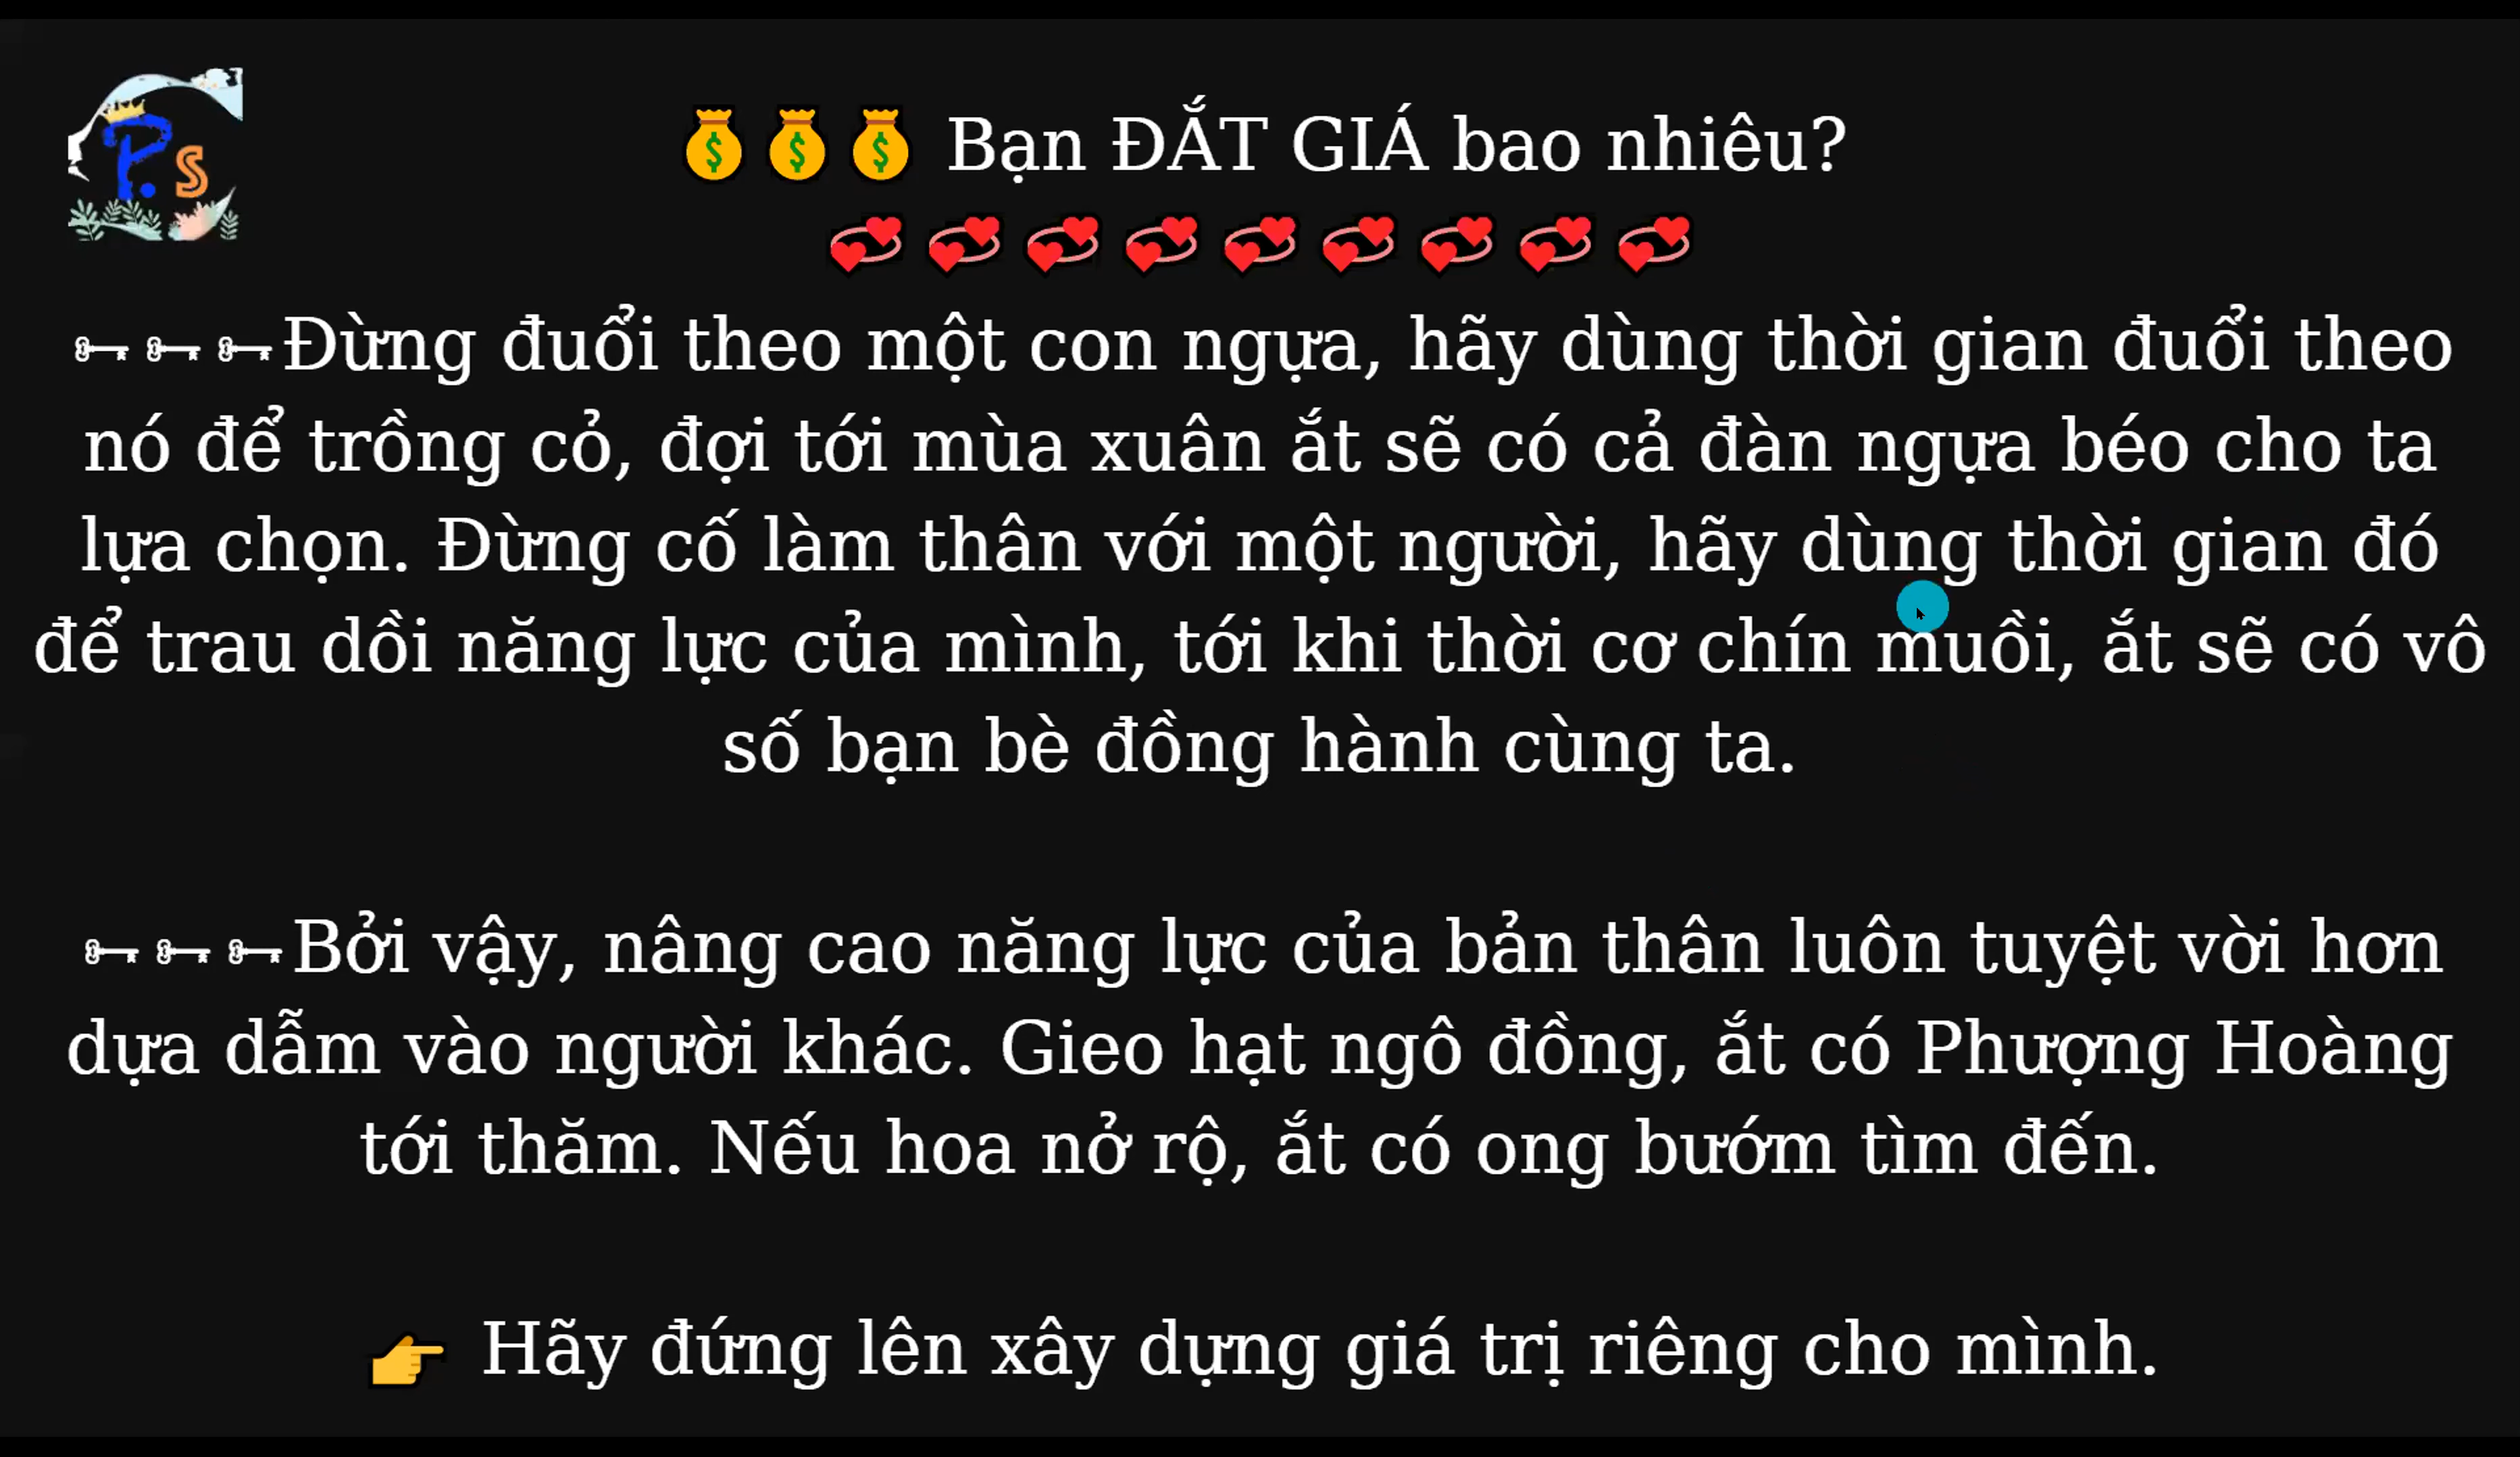 P.s
💰💰💰 Bạn ĐẮT GIÁ bao nhiêu?
💞💞💞💞💞💞💞💞💞
🗝🗝🗝Đừng đuổi theo một con ngựa, hãy dùng thời gian đuổi theo
nó để trồng cỏ, đợi tới mùa xuân ắt sẽ có cả đàn ngựa béo cho ta
lựa chọn. Đừng cố làm thân với một người, hãy dùng thời gian đó
để trau dồi năng lực của mình, tới khi thời cơ chín muồi, ắt sẽ có vô
số bạn bè đồng hành cùng ta.
🗝🗝🗝Bởi vậy, nâng cao năng lực của bản thân luôn tuyệt vời hơn
dựa dẫm vào người khác. Gieo hạt ngô đồng, ắt có Phượng Hoàng
tới thăm. Nếu hoa nở rộ, ắt có ong bướm tìm đến.
👉 Hãy đứng lên xây dựng giá trị riêng cho mình.